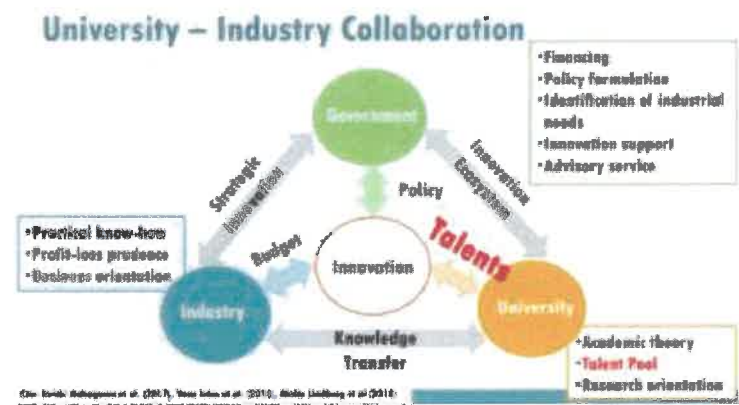 University – Industry Collaboration
•Financing
•Policy formulation
•Identification of industrial
needs
•Innovation support
•Advisory service
Government
Strategic
Innovation
Innovation
Ecosystem
Policy
•Practical know-how
•Profit-loss prudence
•Business orientation
Budget
Innovation
Talents
Industry
University
Knowledge
Transfer
•Academic theory
•Talent Pool
•Research orientation